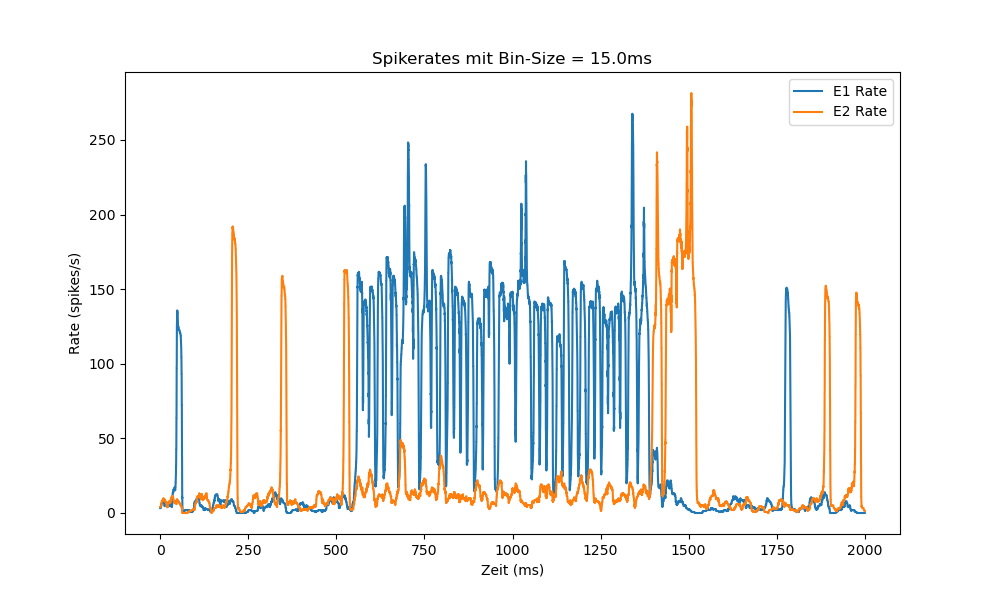 Spikerates mit Bin-Size = 15.0ms
E1 Rate
E2 Rate
Rate (spikes/s)
250
200
150
100
50
0
0 250 500 750 1000 1250 1500 1750 2000
Zeit (ms)